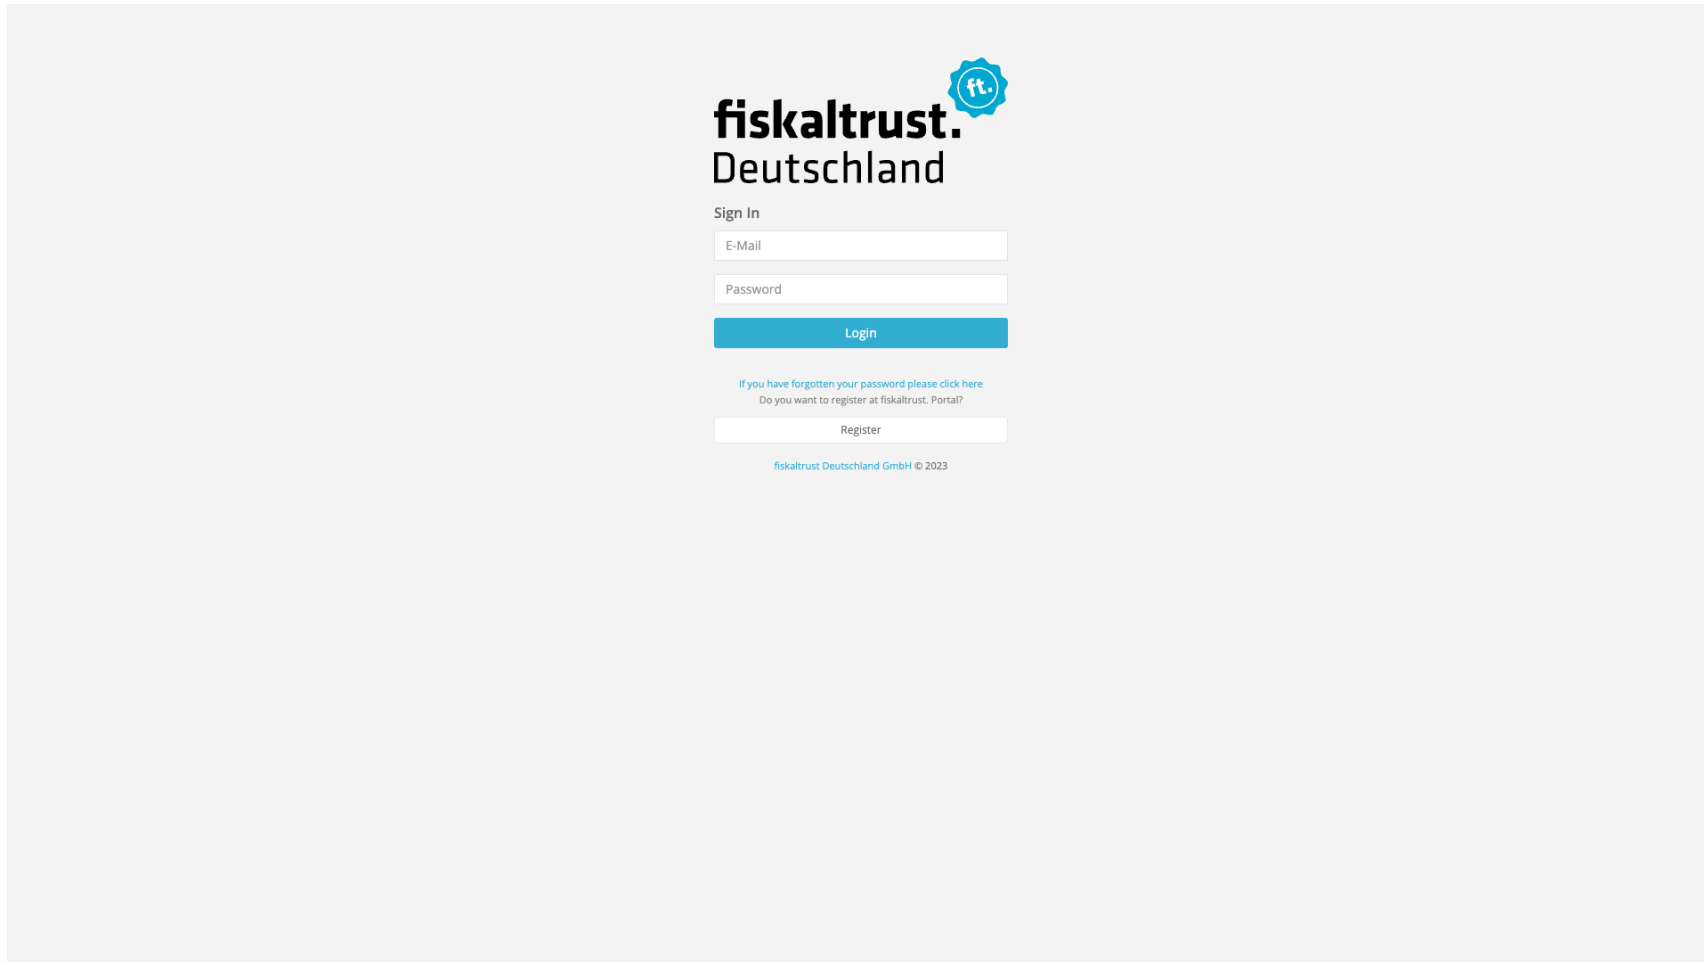 ft.
fiskaltrust.
Deutschland
Sign In
E-Mail
Password
Login
If you have forgotten your password please click here
Do you want to register at fiskaltrust. Portal?
Register
fiskaltrust Deutschland GmbH © 2023